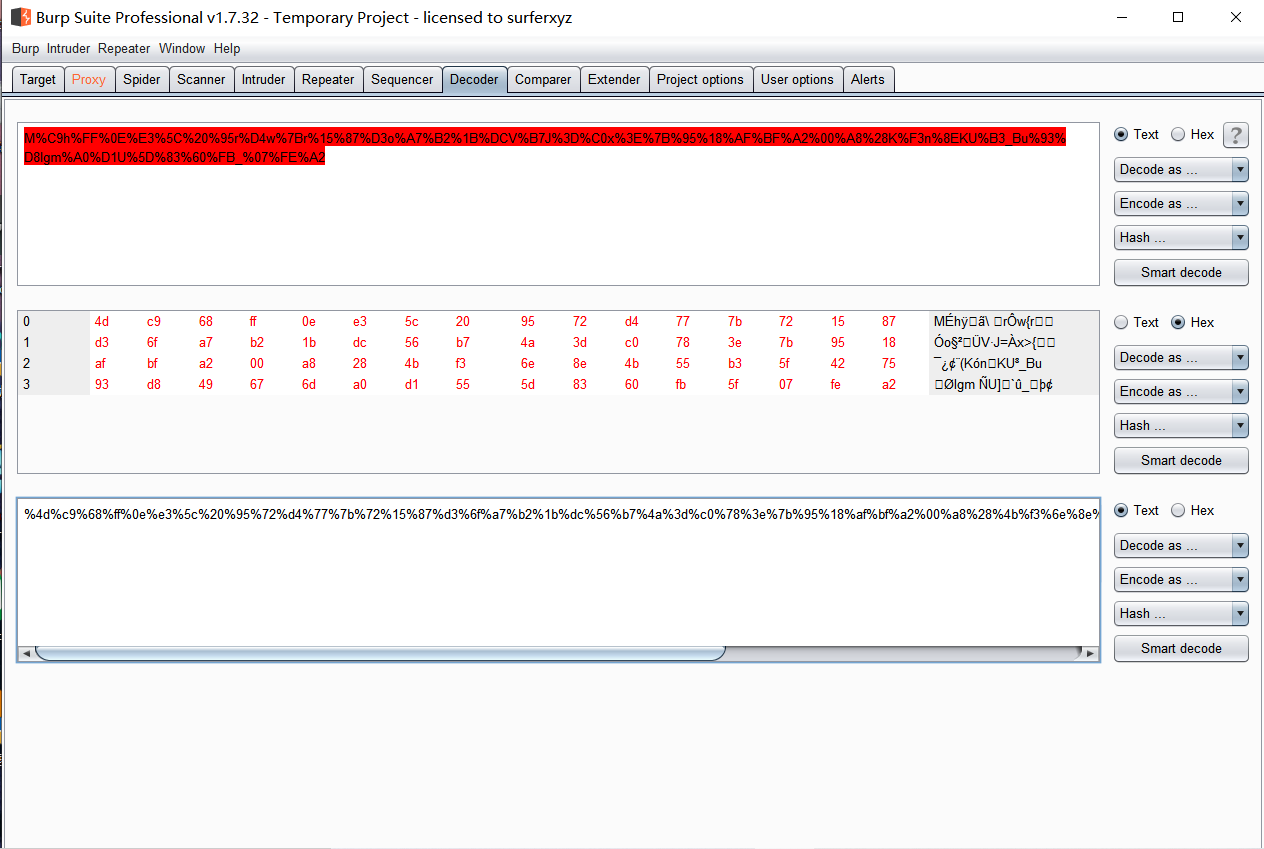 Burp Suite Professional v1.7.32 - Temporary Project - licensed to surferxyz
Burp Intruder Repeater Window Help
Target Proxy Spider Scanner Intruder Repeater Sequencer Decoder Comparer Extender Project options User options Alerts
M%C9h%FF%0E%E3%5C%20%95r%D4w%7Br%15%87%D3o%A7%B2%1B%DCV%B7J%3D%C0x%3E%7B%95%18%AF%BF%A2%00%A8%28K%F3n%8EKU%B3_Bu%93%
D8Igm%A0%D1U%5D%83%60%FB_%07%FE%A2
Text Hex ?
Decode as ...
Encode as ...
Hash ...
Smart decode
0 4d c9 68 ff 0e e3 5c 20 95 72 d4 77 7b 72 15 87 MÉhÿ□ã\ □rÔw{r□□
1 d3 6f a7 b2 1b dc 56 b7 4a 3d c0 78 3e 7b 95 18 Óo§²□ÜV·J=Àx>{□□
2 af bf a2 00 a8 28 4b f3 6e 8e 4b 55 b3 5f 42 75 ¯¿¢¨(Kón□KU³_Bu
3 93 d8 49 67 6d a0 d1 55 5d 83 60 fb 5f 07 fe a2 □ØIgm ÑU]□`û_□þ¢
Text Hex
Decode as ...
Encode as ...
Hash ...
Smart decode
%4d%c9%68%ff%0e%e3%5c%20%95%72%d4%77%7b%72%15%87%d3%6f%a7%b2%1b%dc%56%b7%4a%3d%c0%78%3e%7b%95%18%af%bf%a2%00%a8%28%4b%f3%6e%8e%
Text Hex
Decode as ...
Encode as ...
Hash ...
Smart decode